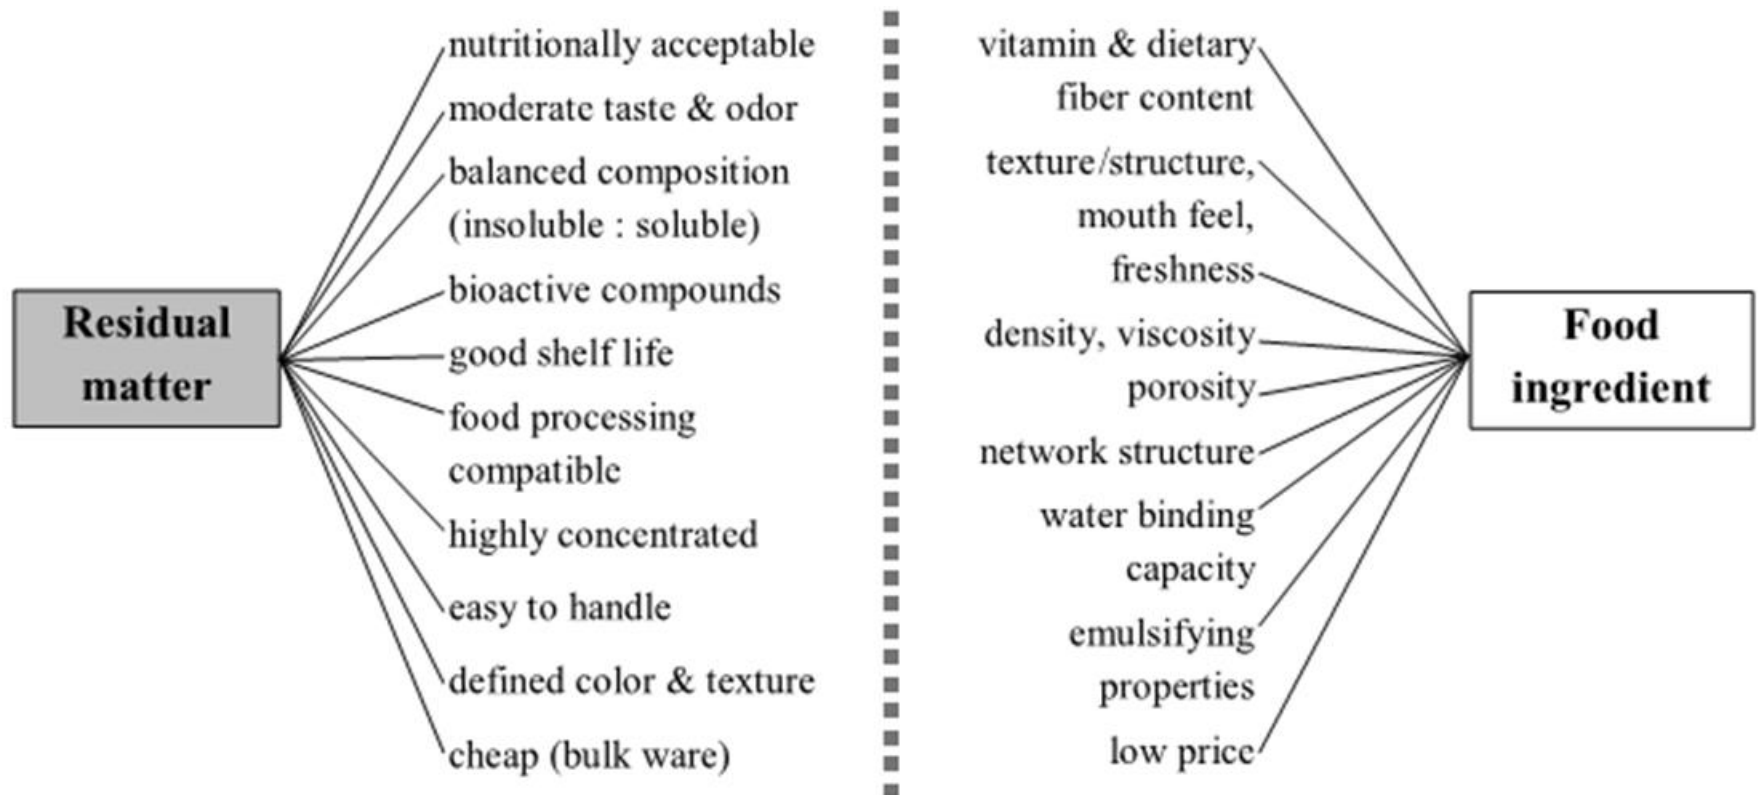 Residual
matter
nutritionally acceptable
moderate taste & odor
balanced composition
(insoluble : soluble)
bioactive compounds
good shelf life
food processing
compatible
highly concentrated
easy to handle
defined color & texture
cheap (bulk ware)
vitamin & dietary
fiber content
texture/structure,
mouth feel,
freshness
density, viscosity
porosity
network structure
water binding
capacity
emulsifying
properties
low price
Food
ingredient